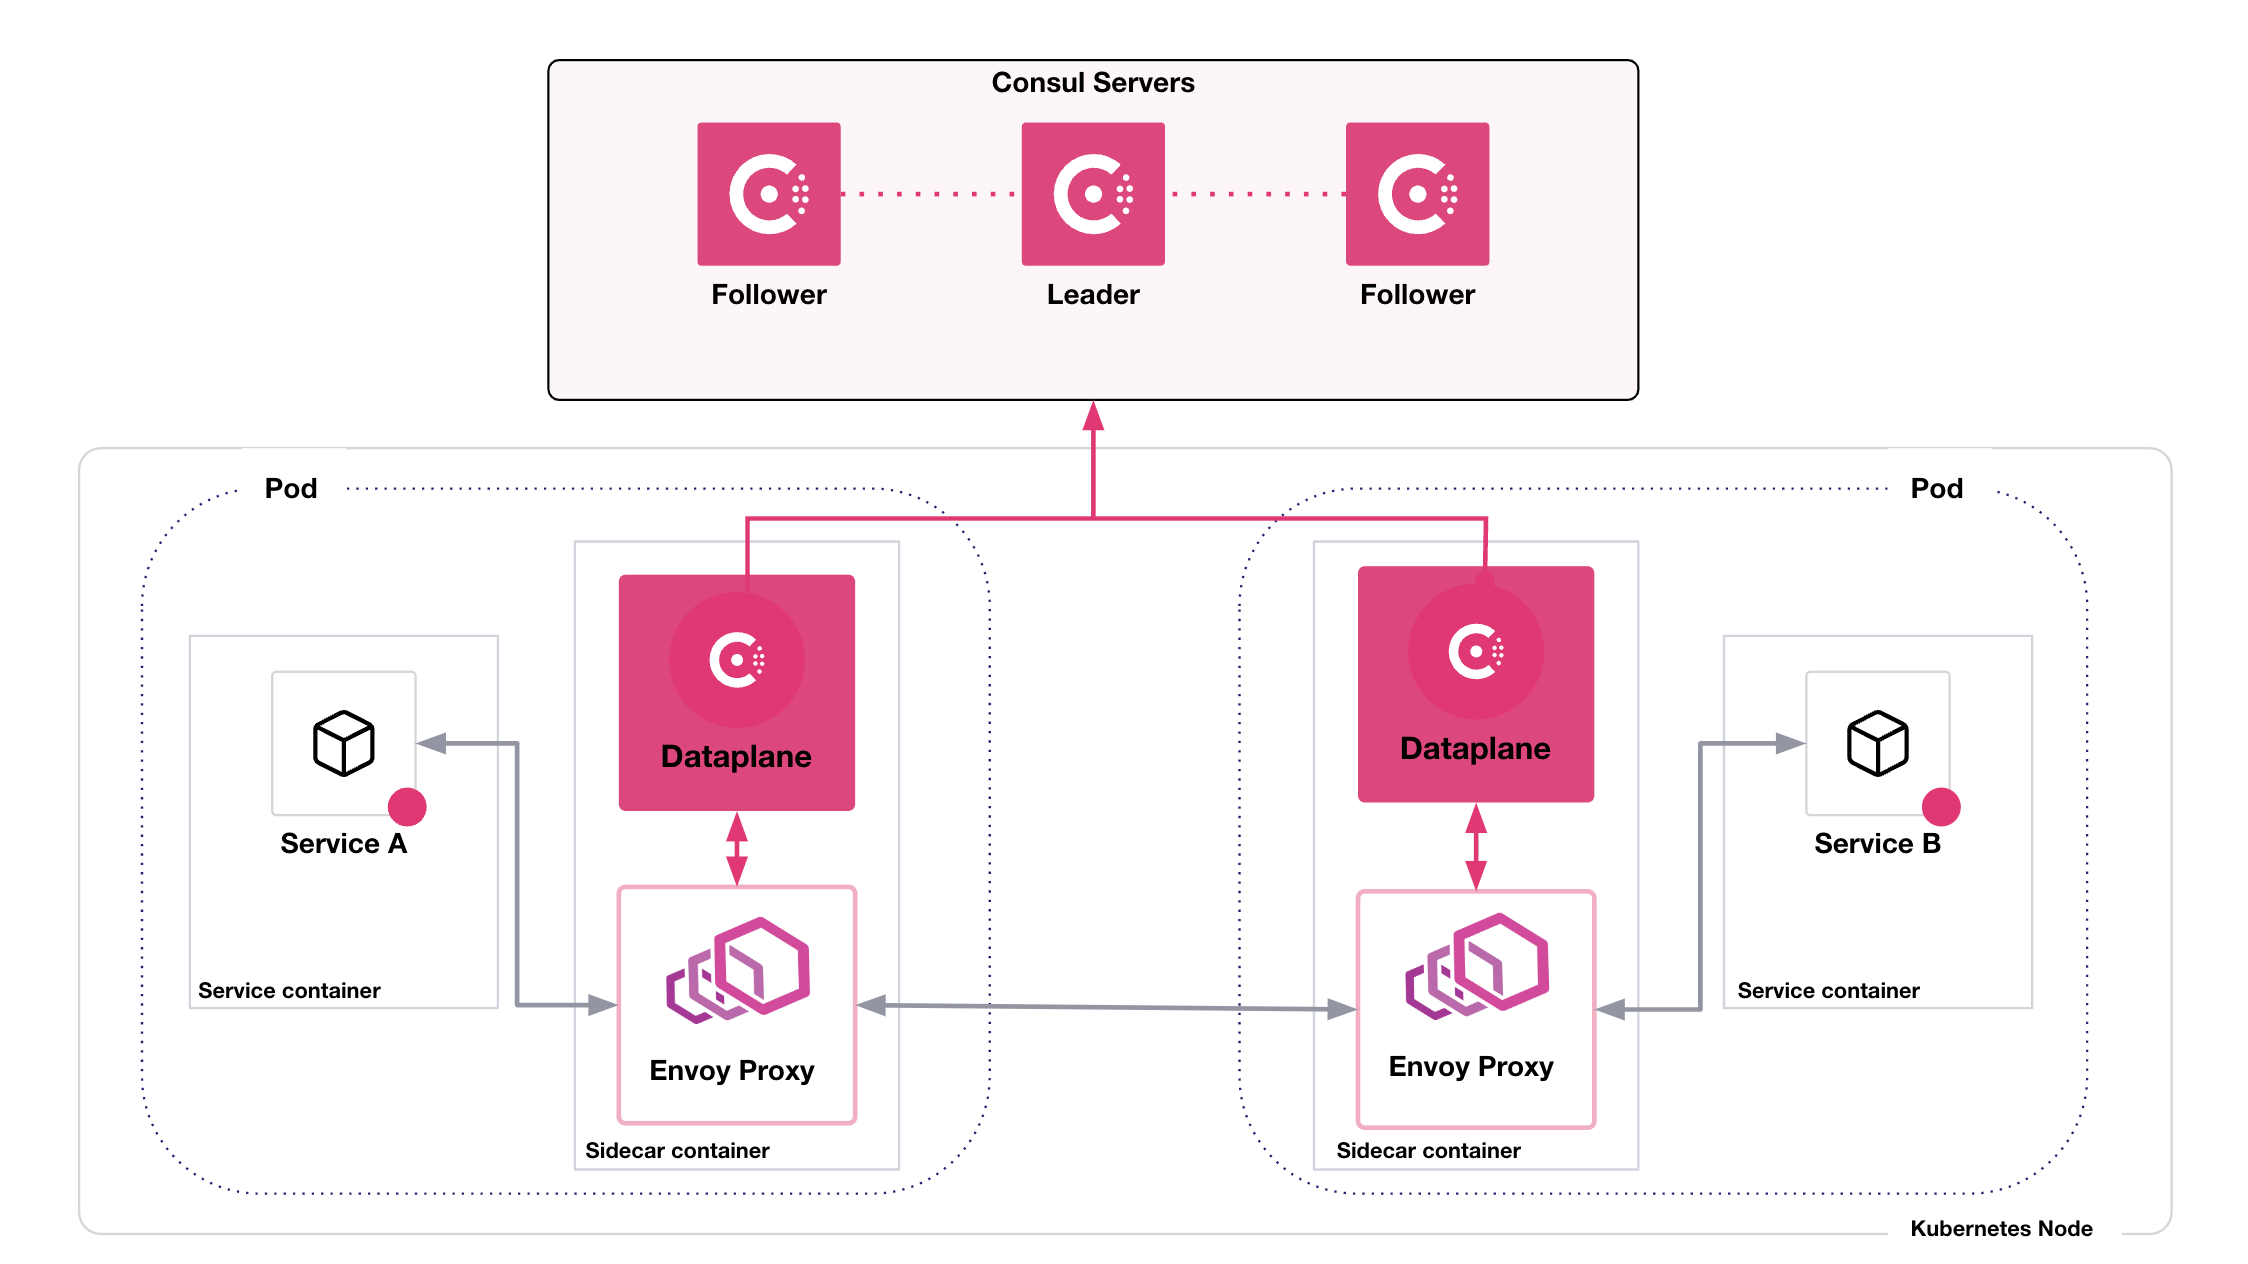 Consul Servers
Follower
Leader
Follower
Pod
Pod
Dataplane
Dataplane
Service A
Service B
Service container
Service container
Envoy Proxy
Envoy Proxy
Sidecar container
Sidecar container
Kubernetes Node